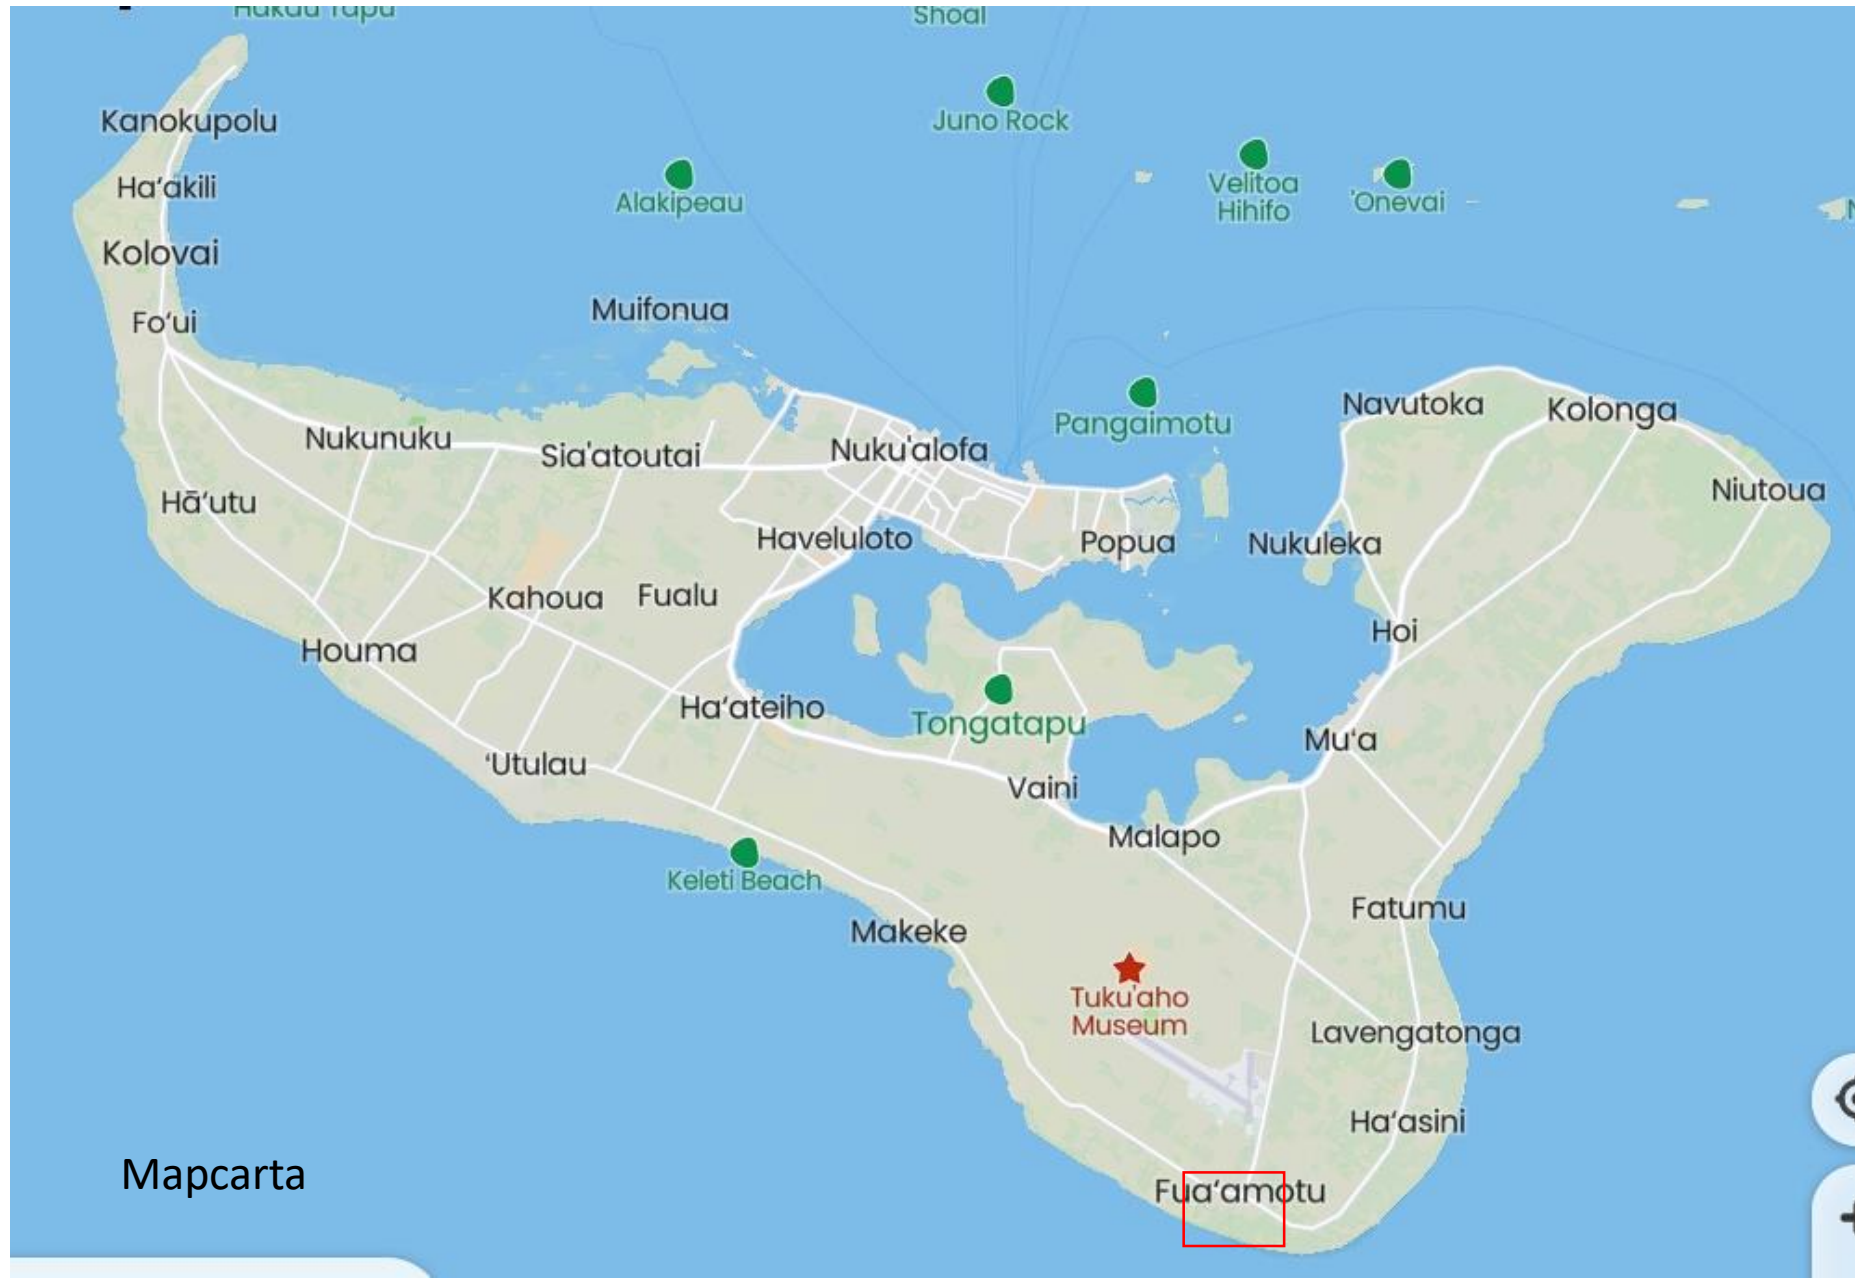 Shoal
Juno Rock
Kanokupolu
Velitoa
Hihifo
'Onevai
Ha‘akili
Alakipeau
Kolovai
Muifonua
Fo‘ui
Pangaimotu
Navutoka
Kolonga
Nukunuku
Sia'atoutai
Nuku'alofa
Niutoua
Hā‘utu
Haveluloto
Popua
Nukuleka
Kahoua
Fualu
Hoi
Houma
Ha‘ateiho
Tongatapu
Mu‘a
‘Utulau
Vaini
Malapo
Keleti Beach
Fatumu
Makeke
Tuku'aho
Museum
Lavengatonga
Ha‘asini
Mapcarta
Fua‘amotu